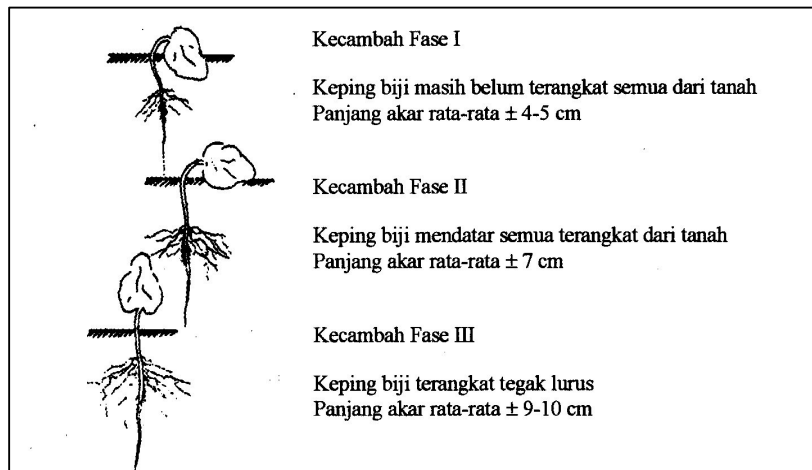 Kecambah Fase I
Keping biji masih belum terangkat semua dari tanah
Panjang akar rata-rata ± 4-5 cm
Kecambah Fase II
Keping biji mendatar semua terangkat dari tanah
Panjang akar rata-rata ± 7 cm
Kecambah Fase III
Keping biji terangkat tegak lurus
Panjang akar rata-rata ± 9-10 cm